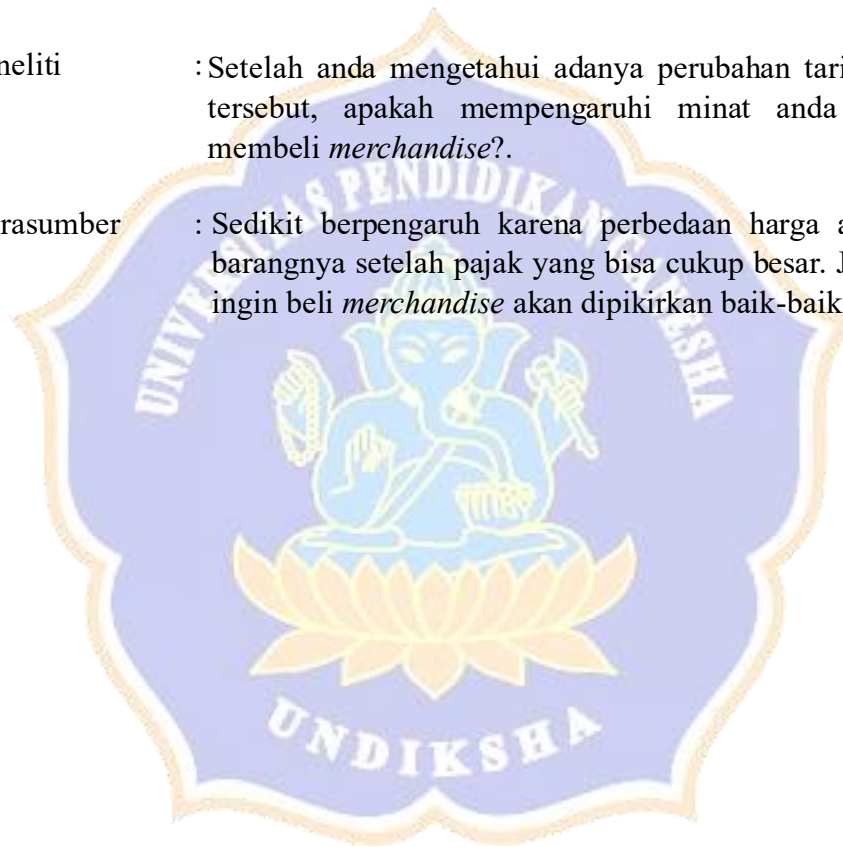 neliti : Setelah anda mengetahui adanya perubahan tari
tersebut, apakah mempengaruhi minat anda
membeli merchandise?.
rasumber : Sedikit berpengaruh karena perbedaan harga a
barangnya setelah pajak yang bisa cukup besar. J
ingin beli merchandise akan dipikirkan baik-baik
UNIVERSITAS PENDIDIKAN GANESHA
UNDIKSHA